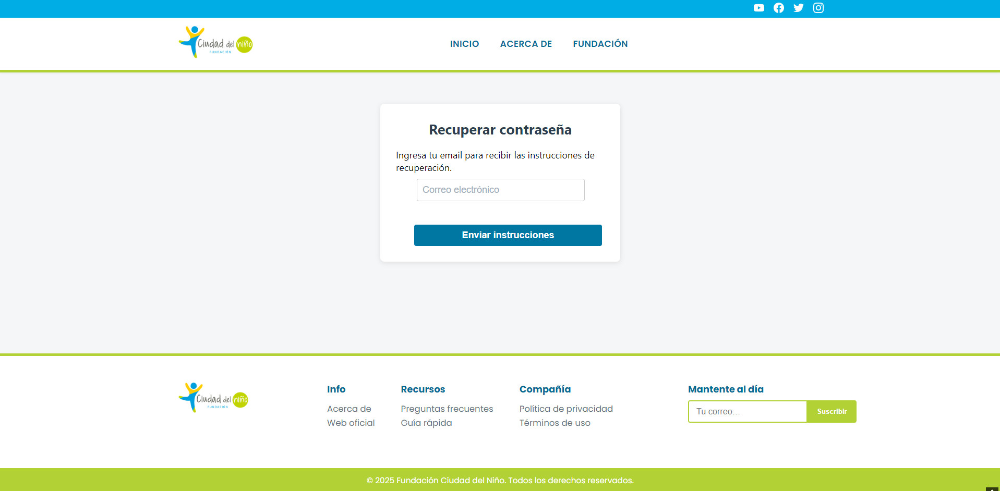 Ciudad del niño
FUNDACIÓN
INICIO ACERCA DE FUNDACIÓN
Recuperar contraseña
Ingresa tu email para recibir las instrucciones de
recuperación.
Correo electrónico
Enviar instrucciones
Ciudad del niño
FUNDACIÓN
Info
Acerca de
Web oficial
Recursos
Preguntas frecuentes
Guía rápida
Compañía
Política de privacidad
Términos de uso
Mantente al día
Tu correo...
Suscribir
© 2025 Fundación Ciudad del Niño. Todos los derechos reservados.